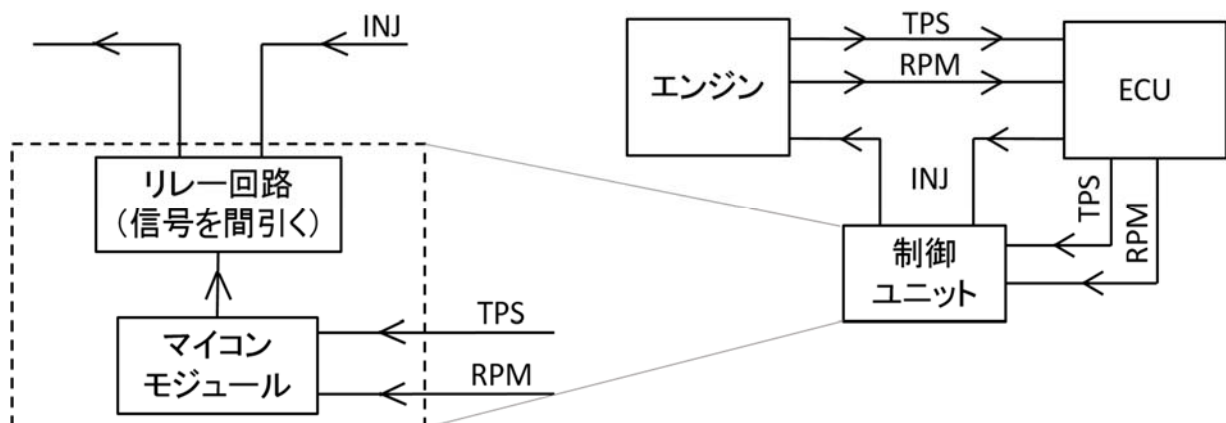 INJ
リレー回路
(信号を間引く)
マイコン
モジュール
TPS
RPM
エンジン
TPS
RPM
ECU
INJ
TPS
RPM
制御
ユニット